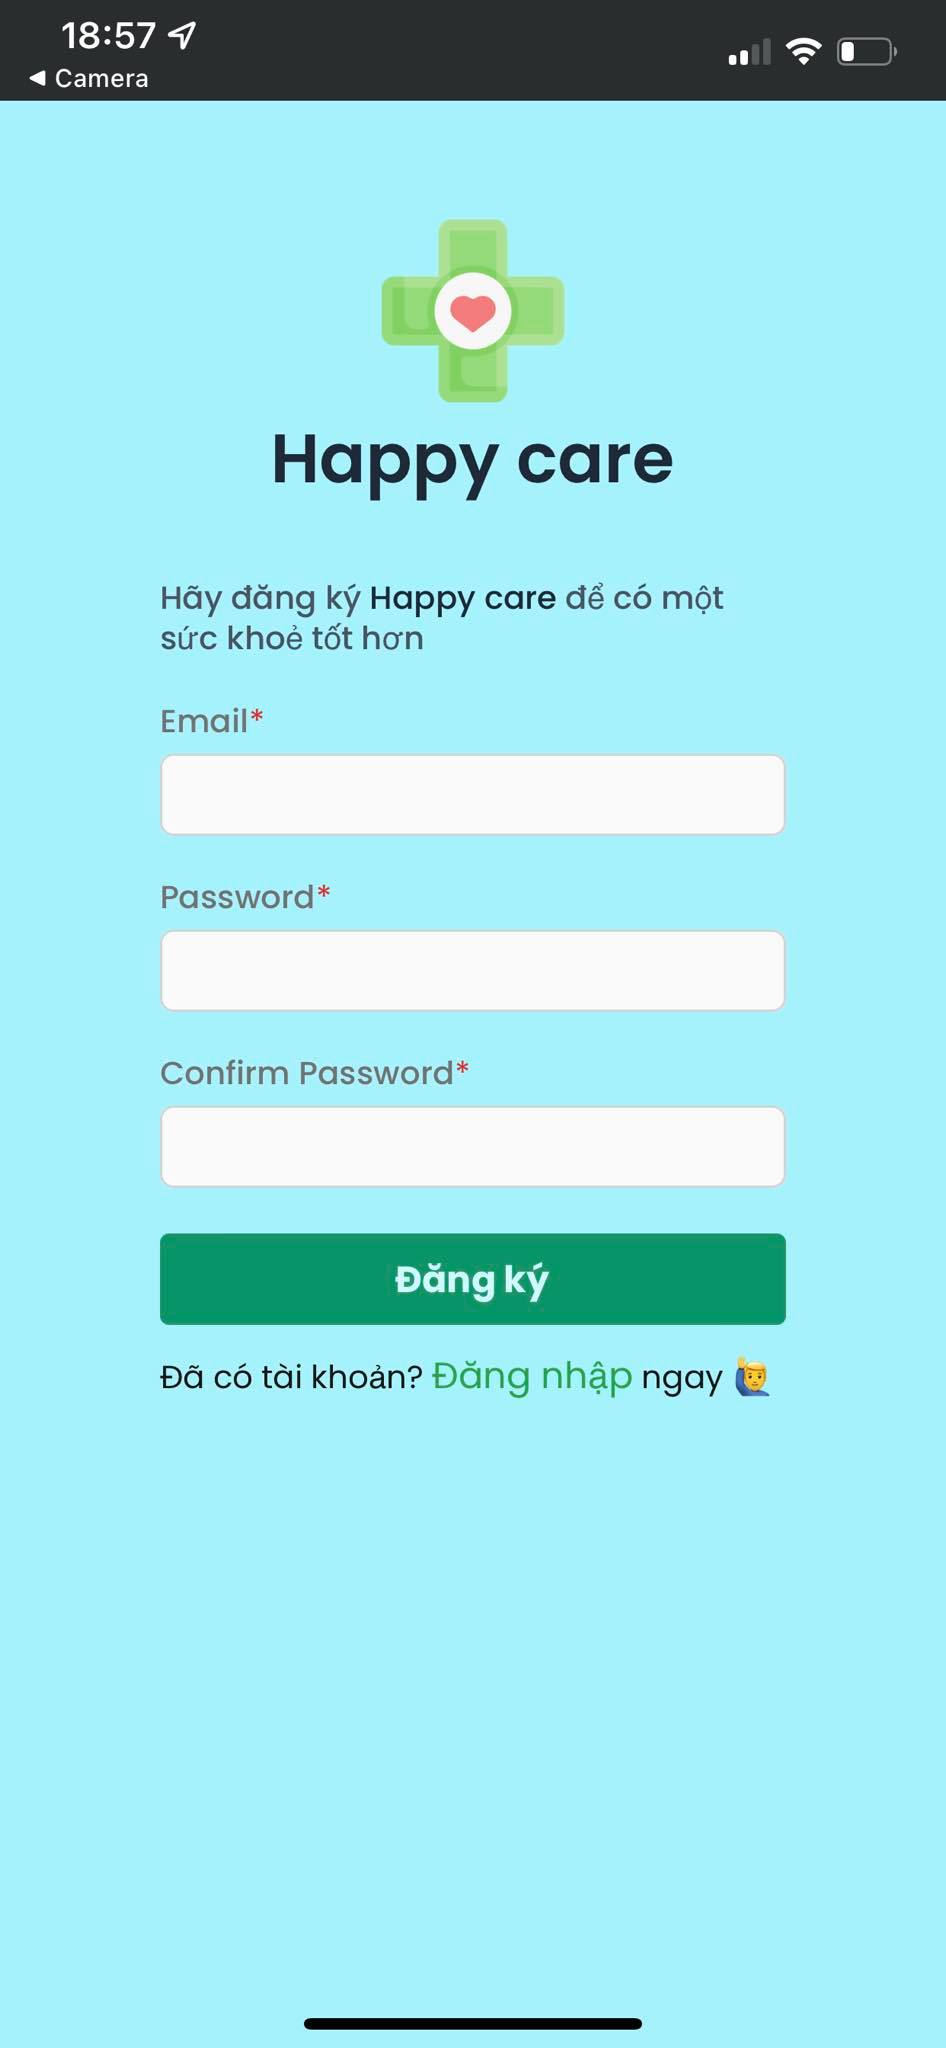 18:57
◀ Camera
Happy care
Hãy đăng ký Happy care để có một
sức khoẻ tốt hơn
Email*
Password*
Confirm Password*
Đăng ký
Đã có tài khoản? Đăng nhập ngay 🙋‍♂️